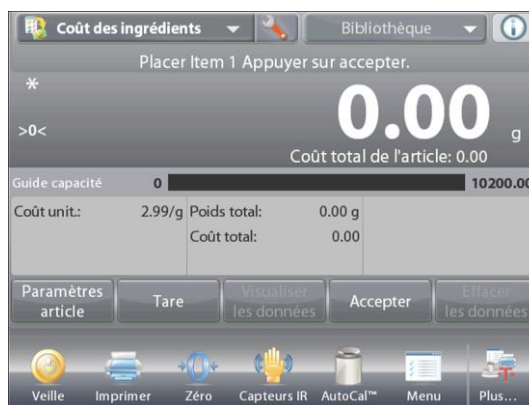 Coût des ingrédients
Bibliothèque
Placer Item 1 Appuyer sur accepter.
*
>0<
0.00 g
Coût total de l'article: 0.00
Guide capacité 0 10200.00
Coût unit.: 2.99/g Poids total: 0.00 g
Coût total: 0.00
Paramètres article
Tare
Visualiser les données
Accepter
Effacer les données
Veille Imprimer Zéro Capteurs IR AutoCal™ Menu Plus...